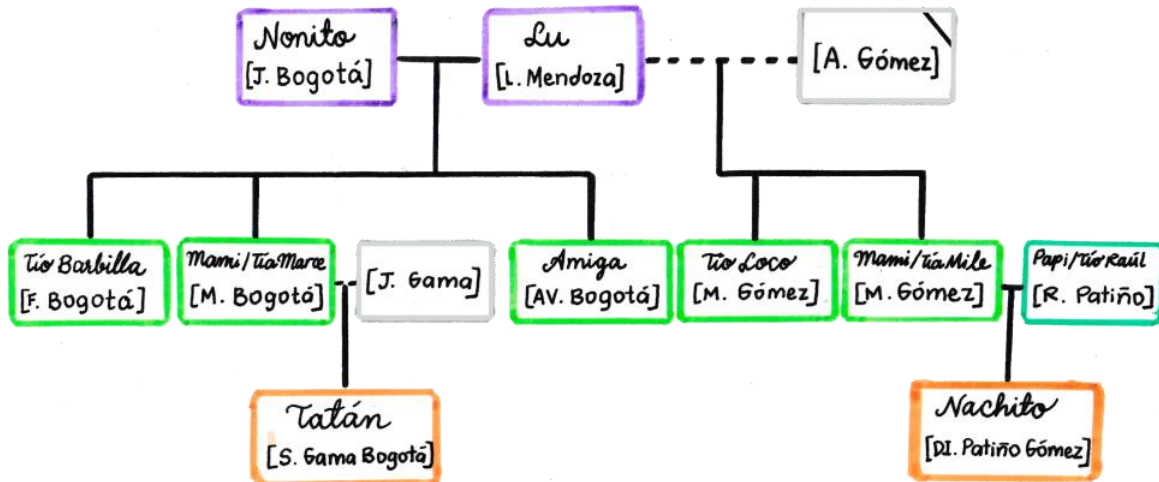 Nonito
[J. Bogotá]
Lu
[L. Mendoza]
[A. Gómez]
Tío Barbilla
[F. Bogotá]
Mami/Tía Marce
[M. Bogotá]
[J. Gama]
Amiga
[AV. Bogotá]
Tío Loco
[M. Gómez]
Mami/Tía Mile
[M. Gómez]
Papi/Tío Raúl
[R. Patiño]
Tatán
[S. Gama Bogotá]
Nachito
[DI. Patiño Gómez]